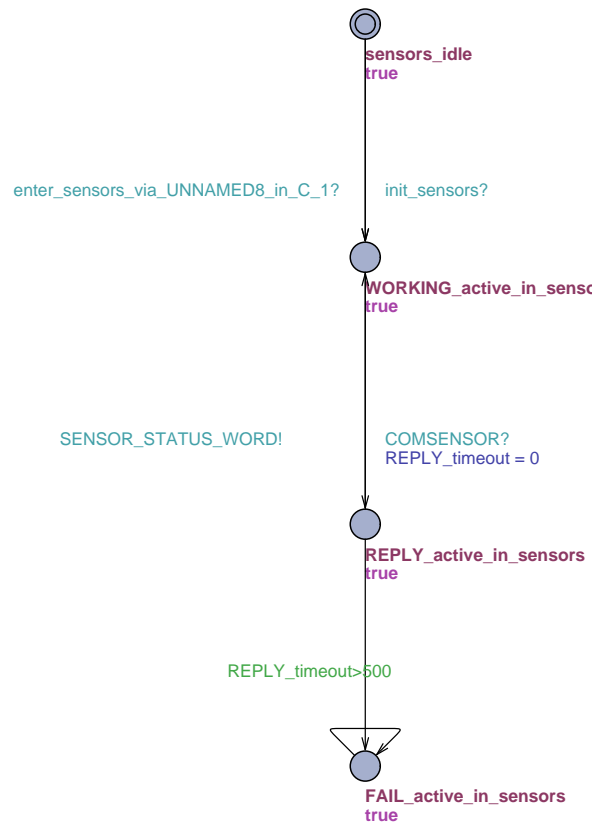 sensors_idle
true
enter_sensors_via_UNNAMED8_in_C_1? init_sensors?
WORKING_active_in_senso
true
SENSOR_STATUS_WORD! COMSENSOR?
REPLY_timeout = 0
REPLY_active_in_sensors
true
REPLY_timeout>500
FAIL_active_in_sensors
true